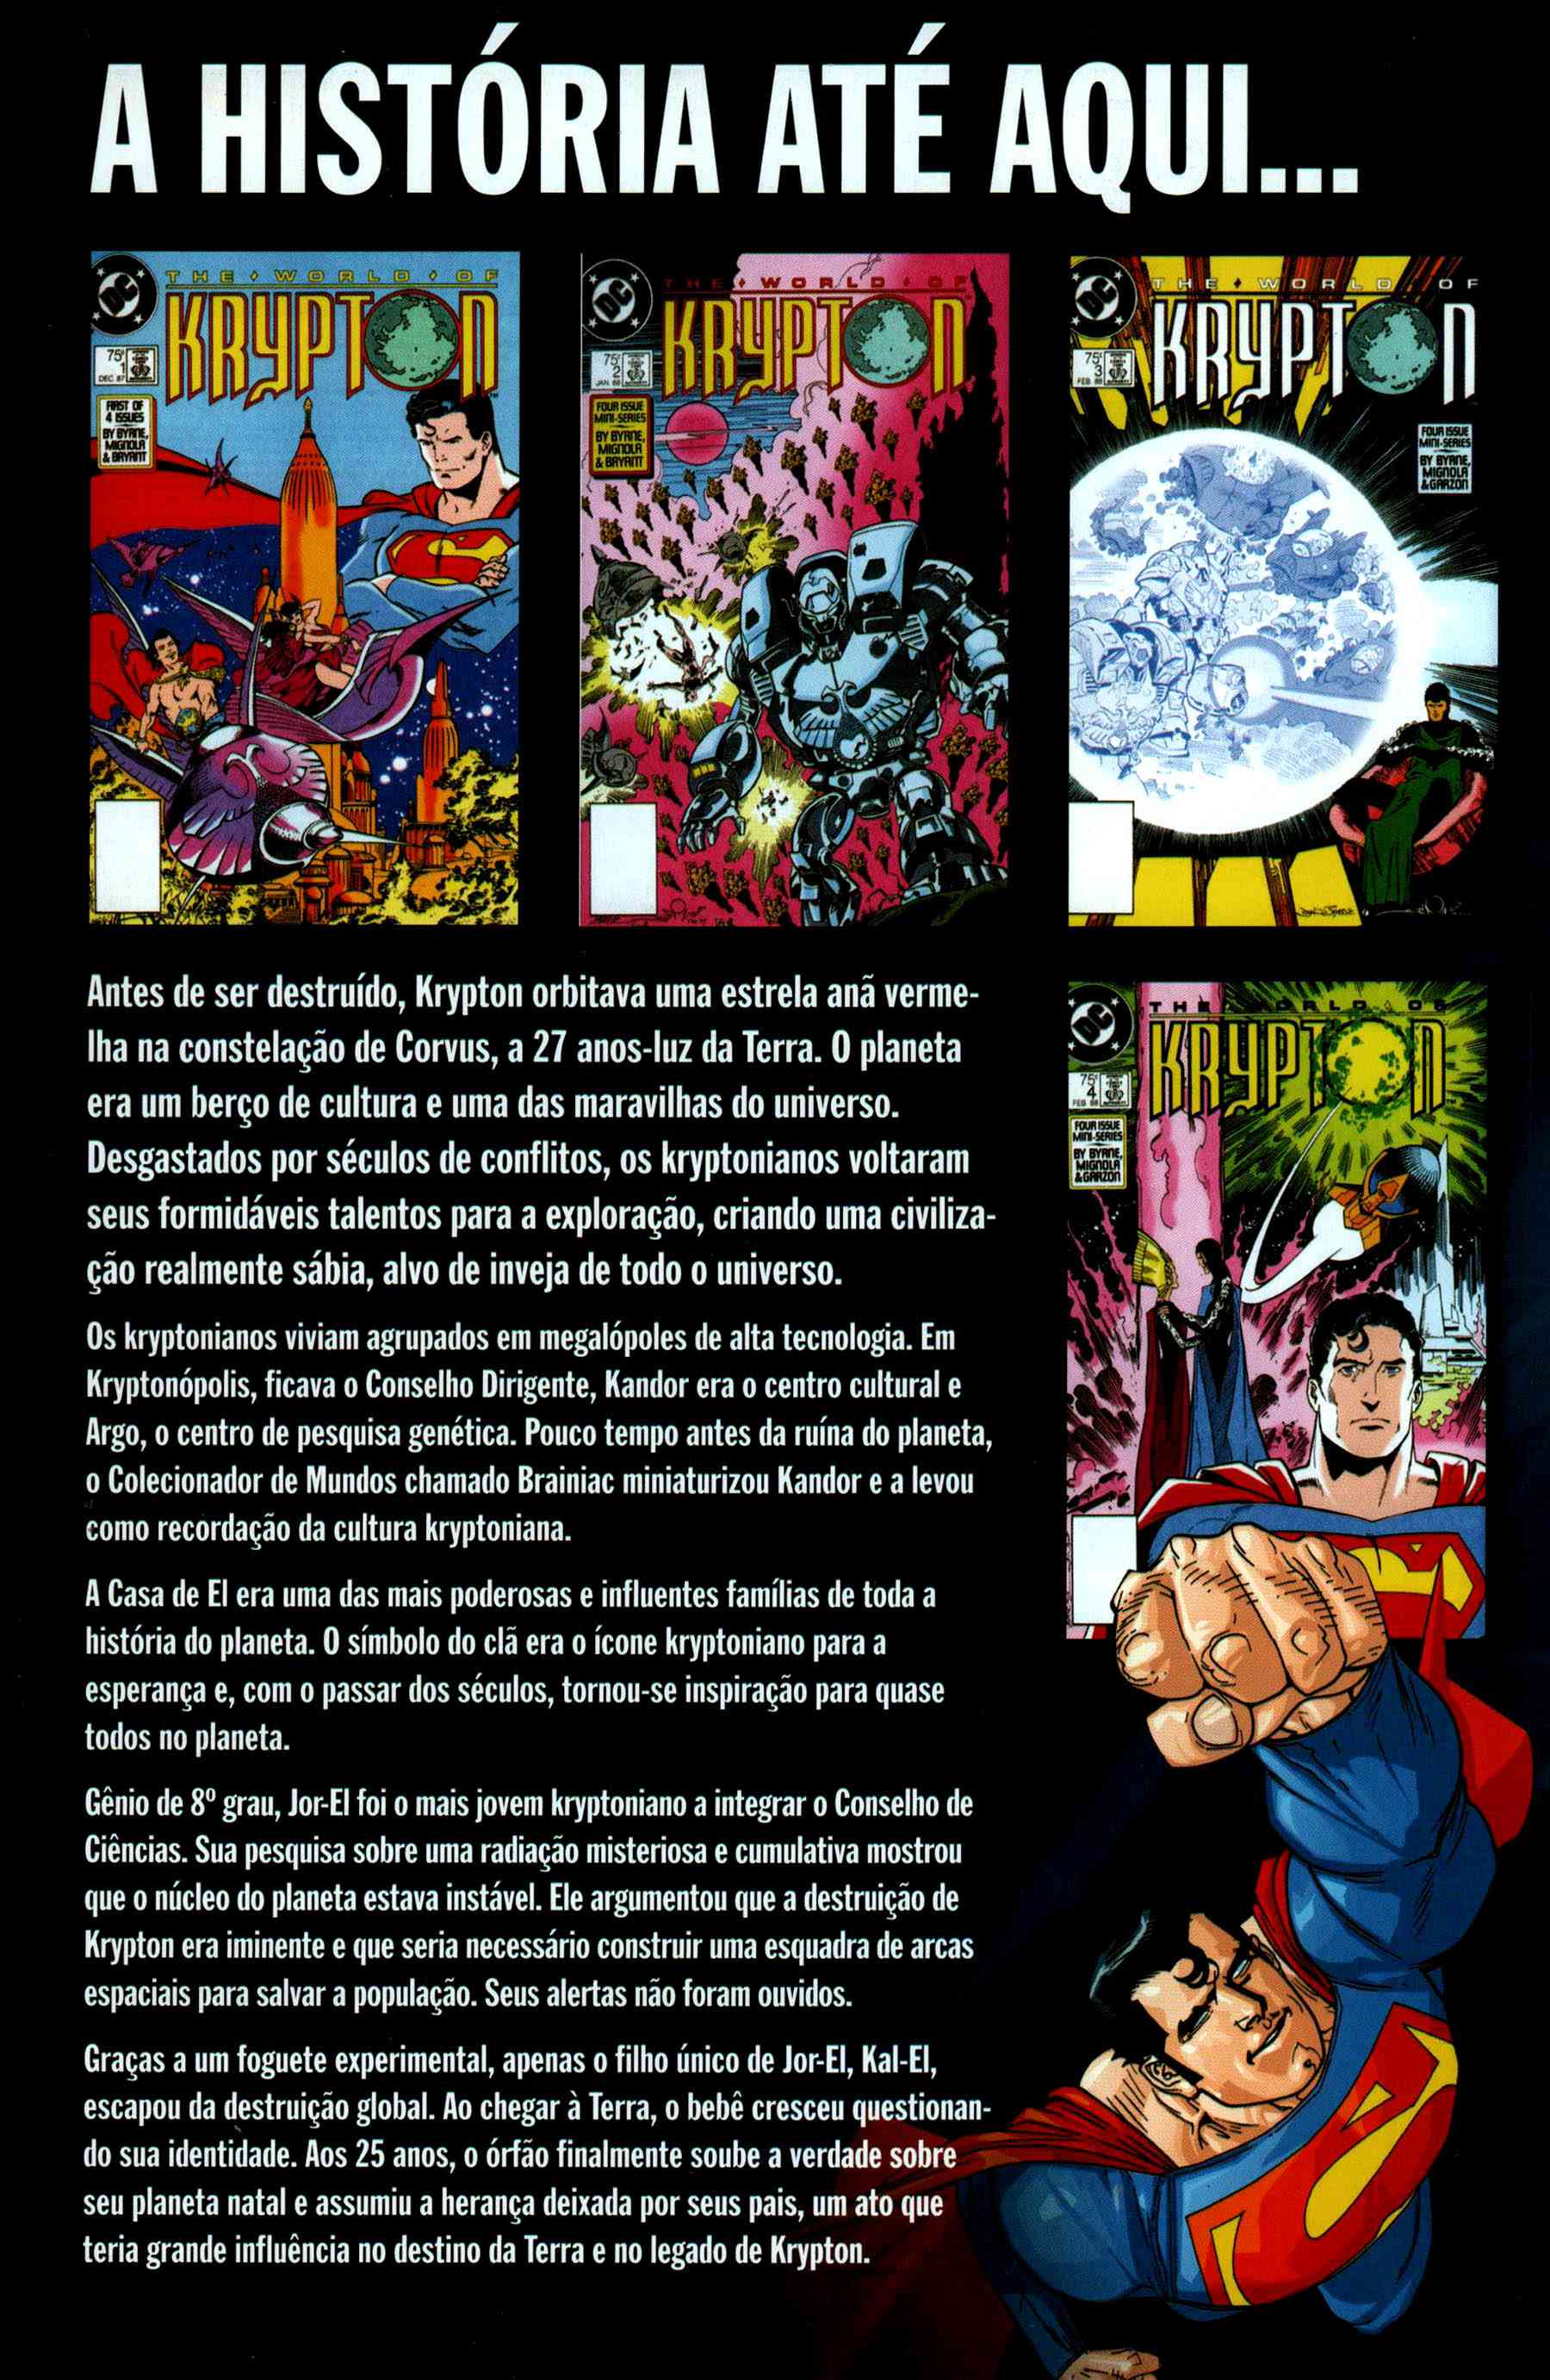 A HISTÓRIA ATÉ AQUI...
DC
THE WORLD OF
KRYPTON
75¢
1
DEC. 87
FIRST OF
4 ISSUES
BY BYRNE,
MIGNOLA
& BRYANT
DC
THE WORLD OF
KRYPTON
75¢
2
JAN. 88
FOUR ISSUE
MINI-SERIES
BY BYRNE,
MIGNOLA
& BRYANT
DC
THE WORLD OF
KRYPTON
75¢
3
FEB. 88
FOUR ISSUE
MINI-SERIES
BY BYRNE,
MIGNOLA
& GARZON
DC
THE WORLD OF
KRYPTON
75¢
4
FEB. 88
FOUR ISSUE
MINI-SERIES
BY BYRNE,
MIGNOLA
& GARZON
Antes de ser destruído, Krypton orbitava uma estrela anã verme-
lha na constelação de Corvus, a 27 anos-luz da Terra. O planeta
era um berço de cultura e uma das maravilhas do universo.
Desgastados por séculos de conflitos, os kryptonianos voltaram
seus formidáveis talentos para a exploração, criando uma civiliza-
ção realmente sábia, alvo de inveja de todo o universo.
Os kryptonianos viviam agrupados em megalópoles de alta tecnologia. Em
Kryptonópolis, ficava o Conselho Dirigente, Kandor era o centro cultural e
Argo, o centro de pesquisa genética. Pouco tempo antes da ruína do planeta,
o Colecionador de Mundos chamado Brainiac miniaturizou Kandor e a levou
como recordação da cultura kryptoniana.
A Casa de El era uma das mais poderosas e influentes famílias de toda a
história do planeta. O símbolo do clã era o ícone kryptoniano para a
esperança e, com o passar dos séculos, tornou-se inspiração para quase
todos no planeta.
Gênio de 8º grau, Jor-El foi o mais jovem kryptoniano a integrar o Conselho de
Ciências. Sua pesquisa sobre uma radiação misteriosa e cumulativa mostrou
que o núcleo do planeta estava instável. Ele argumentou que a destruição de
Krypton era iminente e que seria necessário construir uma esquadra de arcas
espaciais para salvar a população. Seus alertas não foram ouvidos.
Graças a um foguete experimental, apenas o filho único de Jor-El, Kal-El,
escapou da destruição global. Ao chegar à Terra, o bebê cresceu questionan-
do sua identidade. Aos 25 anos, o órfão finalmente soube a verdade sobre
seu planeta natal e assumiu a herança deixada por seus pais, um ato que
teria grande influência no destino da Terra e no legado de Krypton.